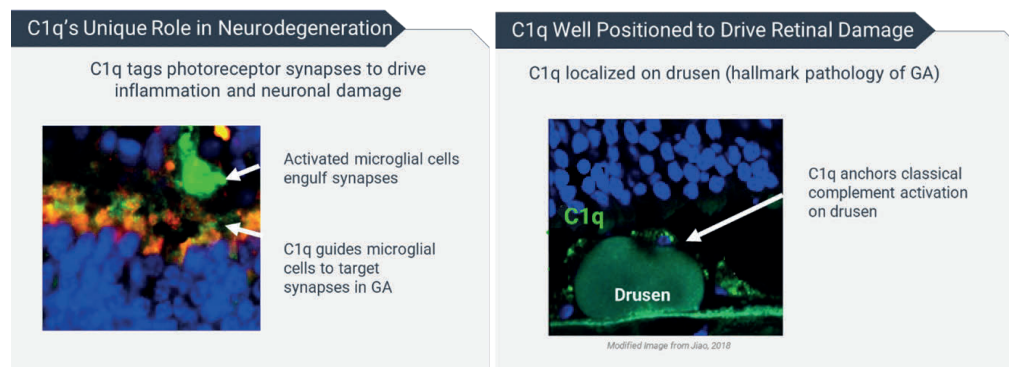 C1q's Unique Role in Neurodegeneration
C1q tags photoreceptor synapses to drive
inflammation and neuronal damage
Activated microglial cells
engulf synapses
C1q guides microglial
cells to target
synapses in GA
C1q Well Positioned to Drive Retinal Damage
C1q localized on drusen (hallmark pathology of GA)
C1q
Drusen
C1q anchors classical
complement activation
on drusen
Modified Image from Jiao, 2018